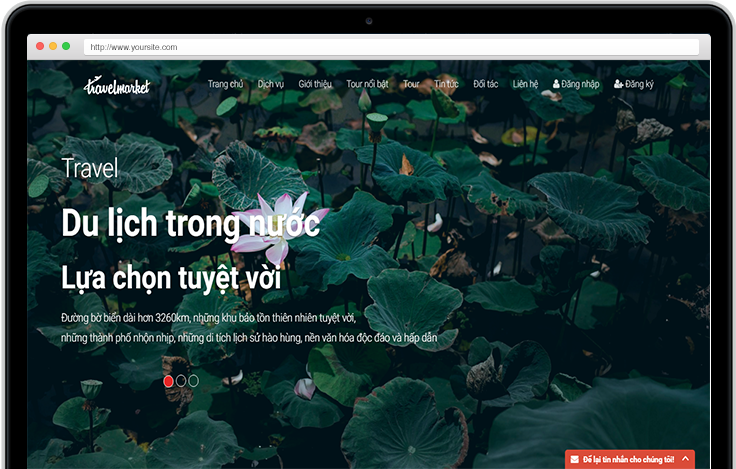 http://www.yoursite.com
travelmarket
Trang chủ Dịch vụ Giới thiệu Tour nổi bật Tour Tin tức Đối tác Liên hệ Đăng nhập Đăng ký
Travel
Du lịch trong nước
Lựa chọn tuyệt vời
Đường bờ biển dài hơn 3260km, những khu bảo tồn thiên nhiên tuyệt vời,
những thành phố nhộn nhịp, những di tích lịch sử hào hùng, nền văn hóa độc đáo và hấp dẫn
Để lại tin nhắn cho chúng tôi!